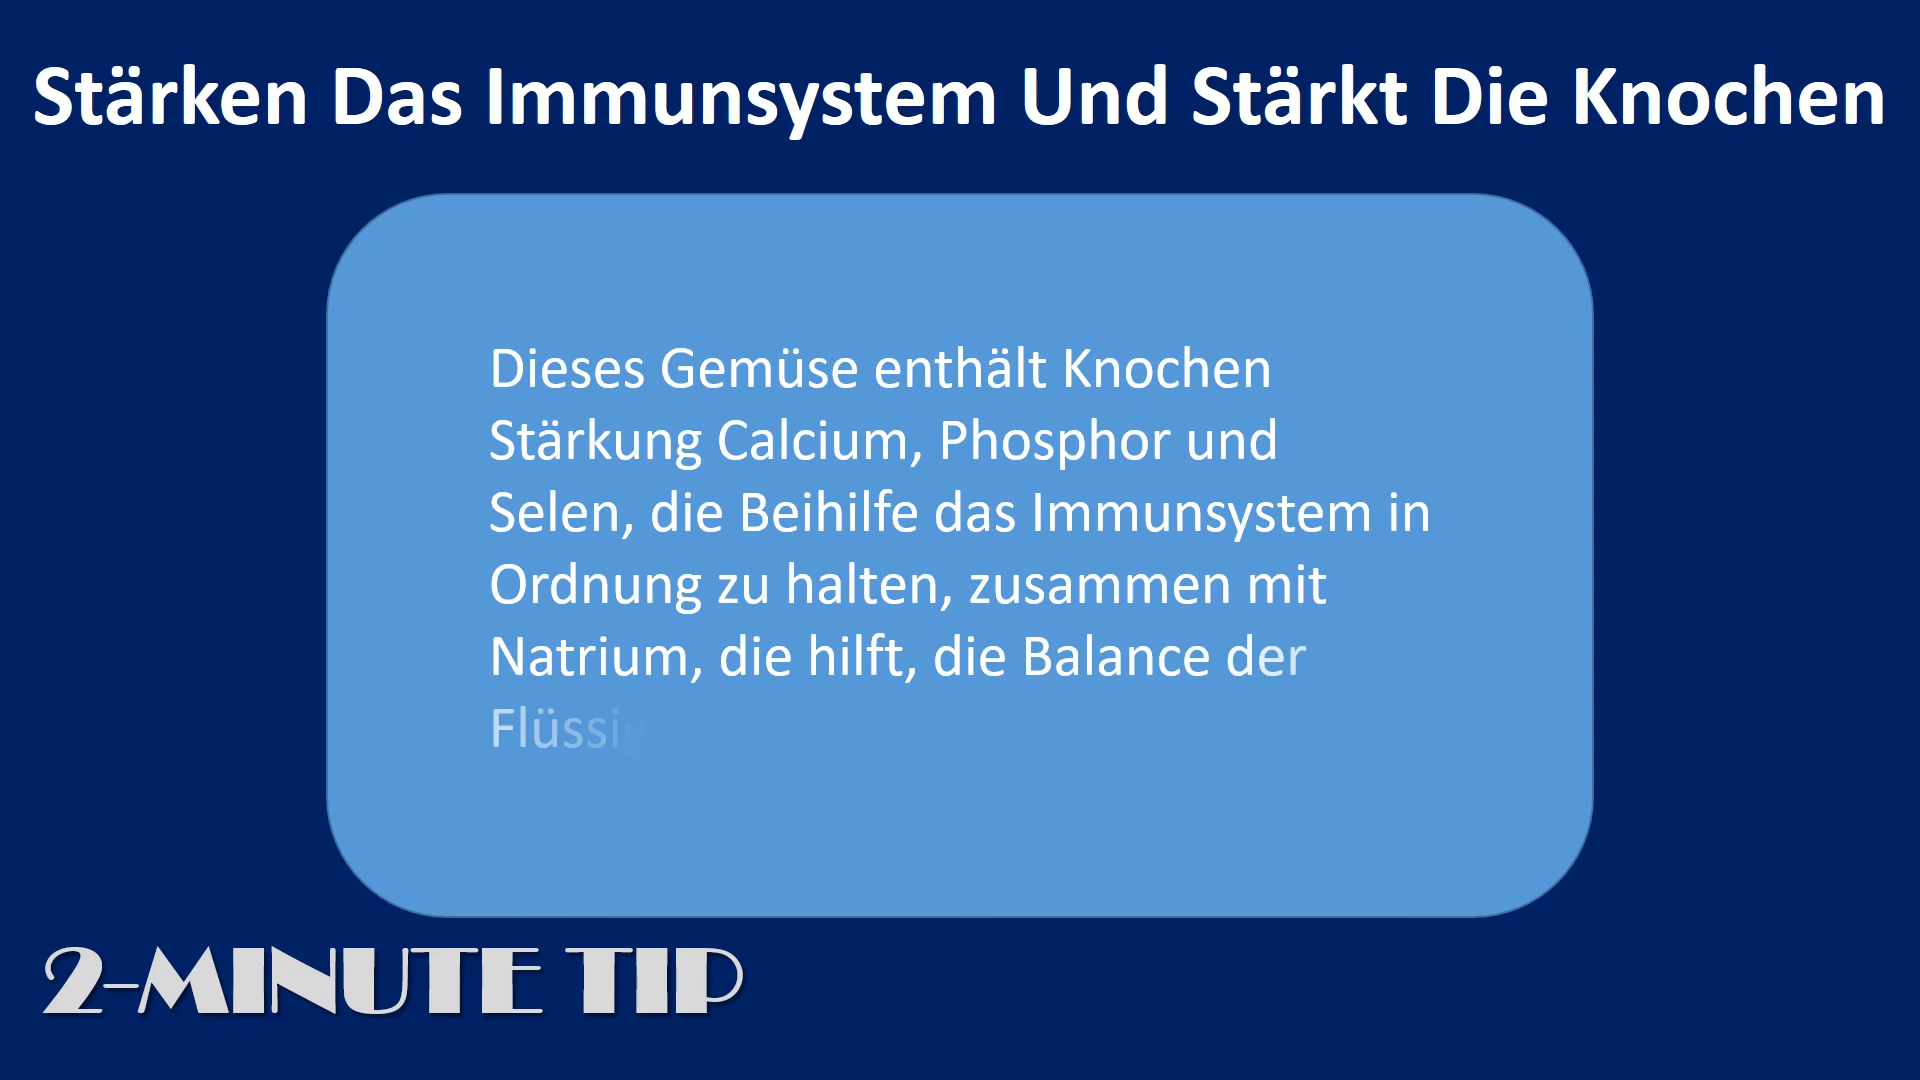 Stärken Das Immunsystem Und Stärkt Die Knochen
Dieses Gemüse enthält Knochen
Stärkung Calcium, Phosphor und
Selen, die Beihilfe das Immunsystem in
Ordnung zu halten, zusammen mit
Natrium, die hilft, die Balance der
2-MINUTE TIP